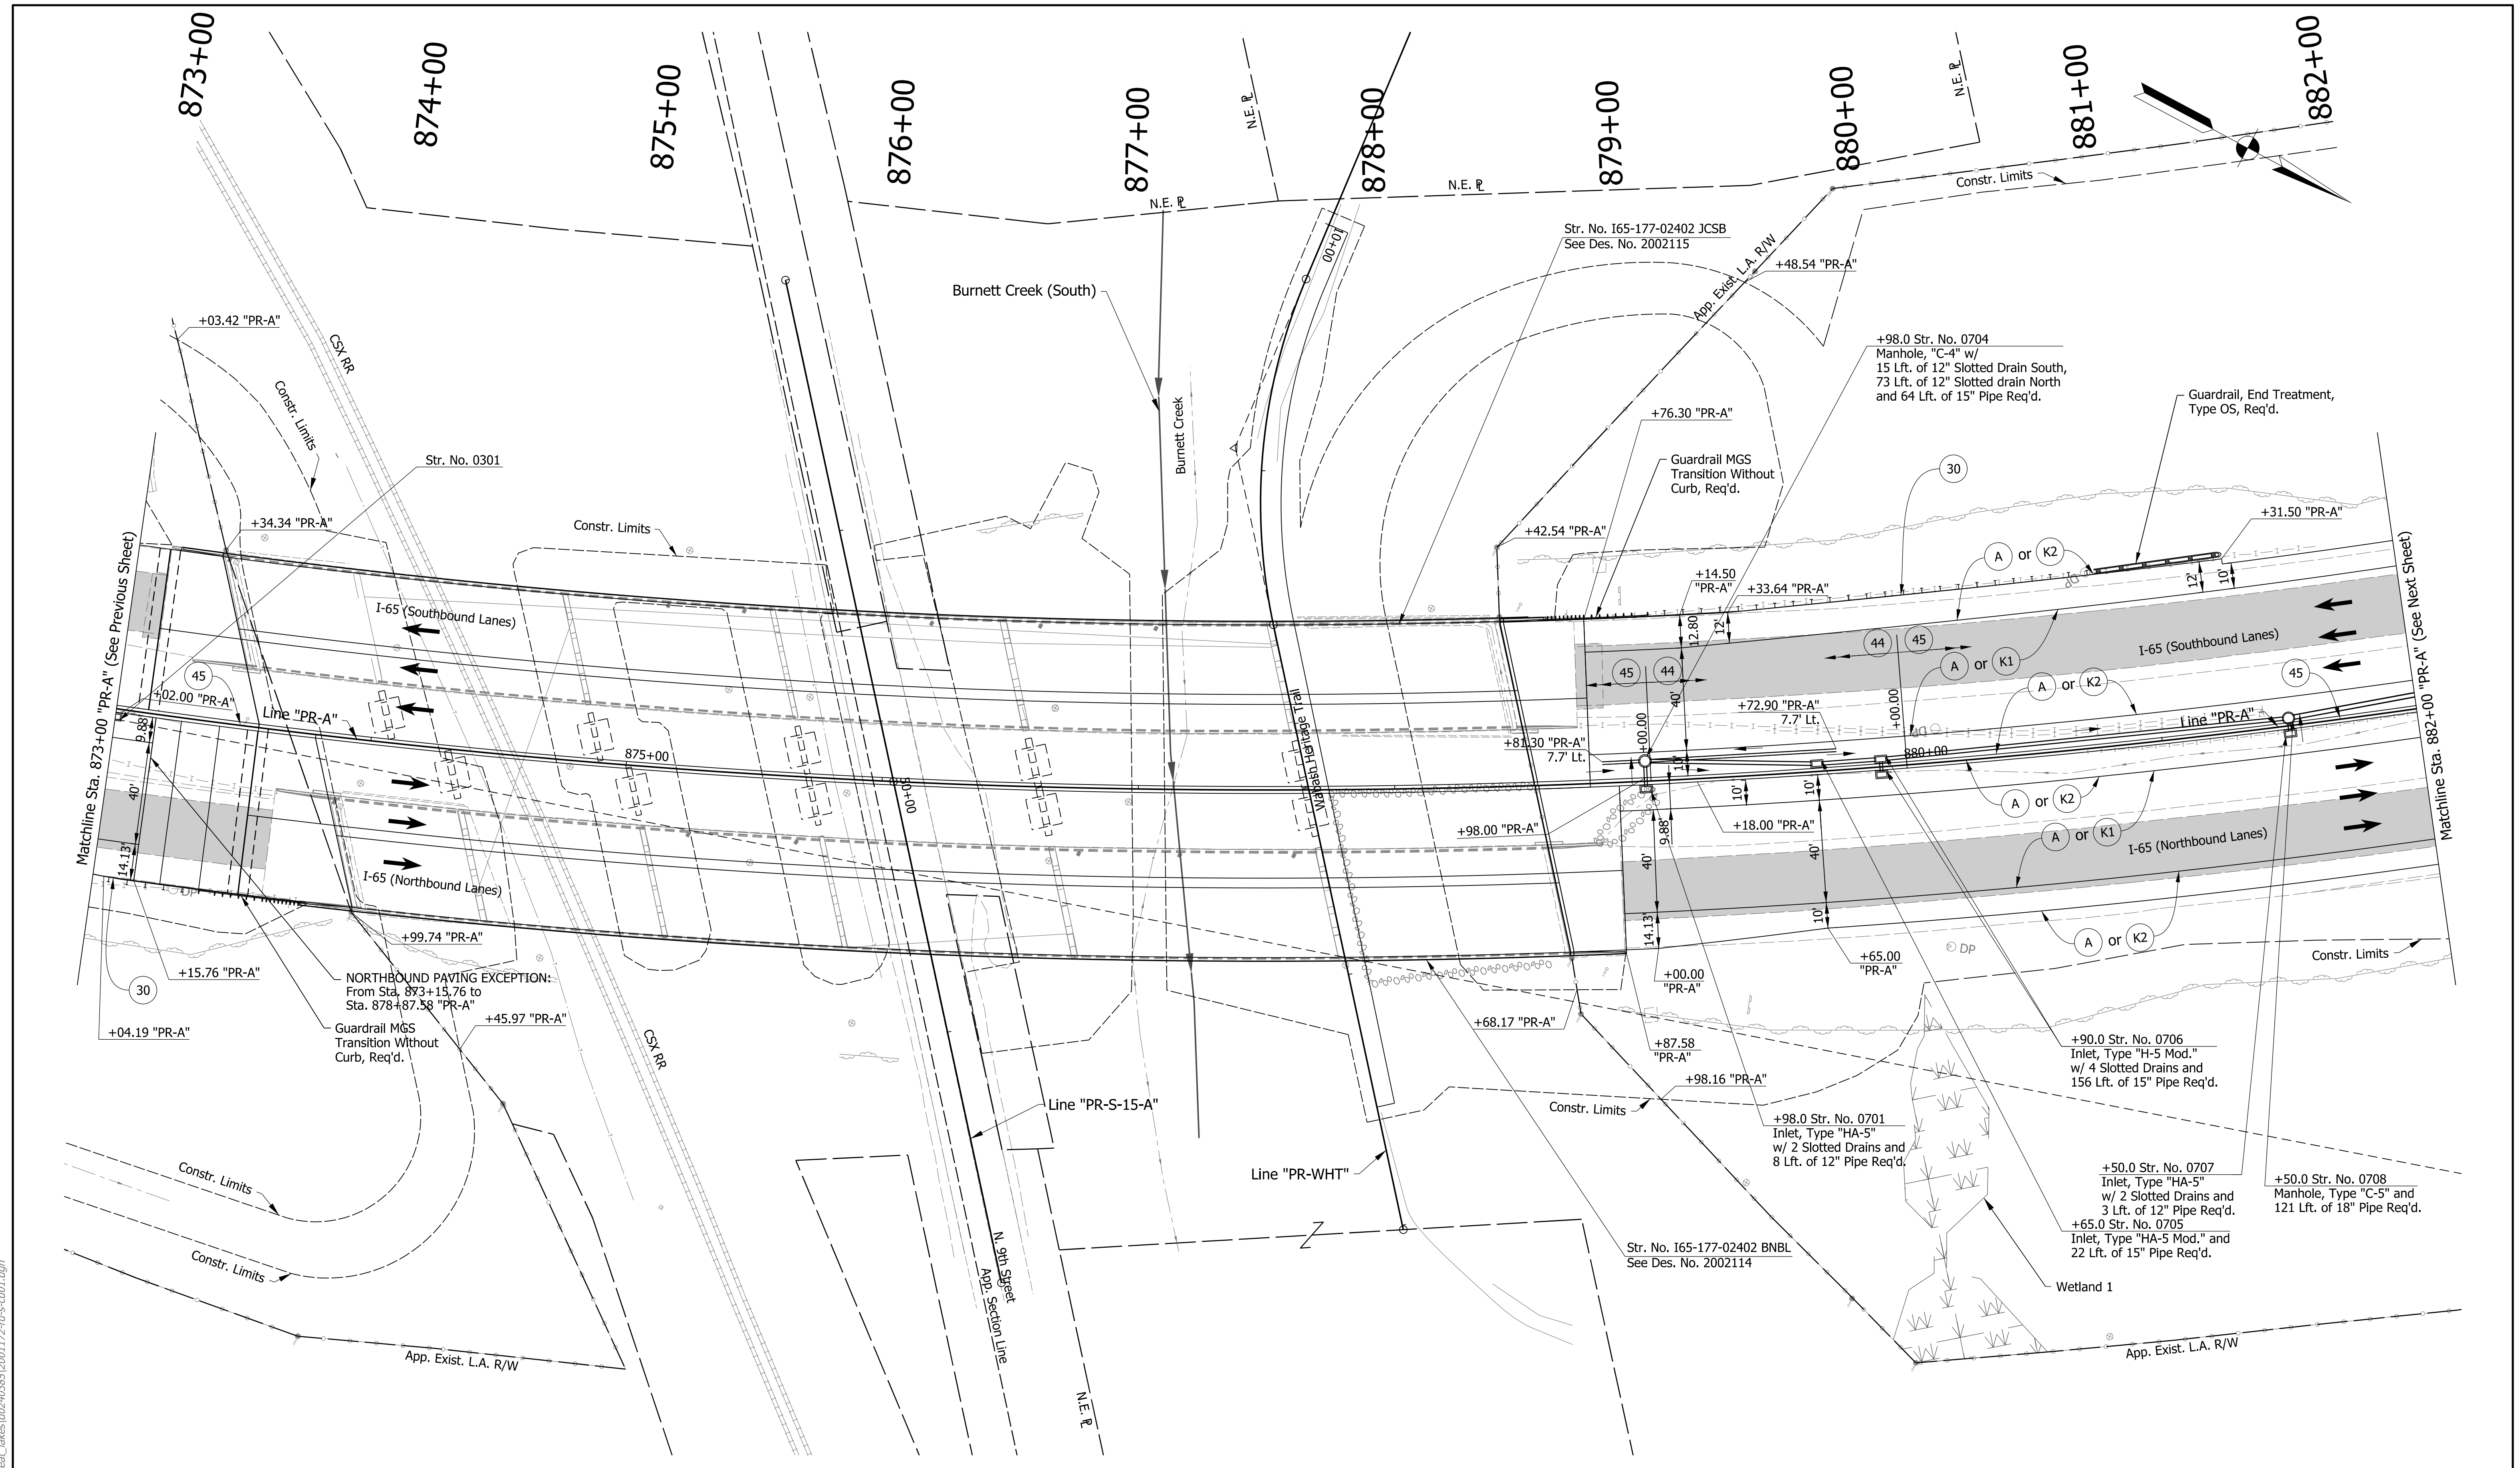 873+00
874+00
875+00
876+00
877+00
878+00
879+00
880+00
881+00
882+00
N.E. PL
N.E. PL
N.E. PL
N.E. PL
Constr. Limits
10+00
Str. No. I65-177-02402 JCSB
See Des. No. 2002115
App. Exist. L.A. R/W
+48.54 "PR-A"
Burnett Creek (South)
Burnett Creek
+03.42 "PR-A"
CSX RR
Constr. Limits
+98.0 Str. No. 0704
Manhole, "C-4" w/
15 Lft. of 12" Slotted Drain South,
73 Lft. of 12" Slotted drain North
and 64 Lft. of 15" Pipe Req'd.
Guardrail, End Treatment,
Type OS, Req'd.
+76.30 "PR-A"
Str. No. 0301
Guardrail MGS
Transition Without
Curb, Req'd.
30
+34.34 "PR-A"
Constr. Limits
+42.54 "PR-A"
+31.50 "PR-A"
A or K2
12'
10'
Matchline Sta. 873+00 "PR-A" (See Previous Sheet)
I-65 (Southbound Lanes)
+14.50
"PR-A"
+33.64 "PR-A"
12.80'
12'
44
45
I-65 (Southbound Lanes)
Matchline Sta. 882+00 "PR-A" (See Next Sheet)
45
+02.00 "PR-A"
Line "PR-A"
9.88'
45
44
40'
A or K1
A or K2
45
Wabash Heritage Trail
+72.90 "PR-A"
7.7' Lt.
+00.00
+00.00
Line "PR-A"
875+00
+81.30 "PR-A"
7.7' Lt.
880+00
50+00
40'
10'
10'
10'
A or K2
+98.00 "PR-A"
9.88'
+18.00 "PR-A"
A or K1
I-65 (Northbound Lanes)
14.13'
40'
40'
I-65 (Northbound Lanes)
DP
14.13'
10'
A or K2
DP
+99.74 "PR-A"
Constr. Limits
+65.00
"PR-A"
+15.76 "PR-A"
30
NORTHBOUND PAVING EXCEPTION:
From Sta. 873+15.76 to
Sta. 878+87.58 "PR-A"
+00.00
"PR-A"
+45.97 "PR-A"
+04.19 "PR-A"
Guardrail MGS
Transition Without
Curb, Req'd.
CSX RR
+68.17 "PR-A"
+87.58
"PR-A"
+90.0 Str. No. 0706
Inlet, Type "H-5 Mod."
w/ 4 Slotted Drains and
156 Lft. of 15" Pipe Req'd.
+98.16 "PR-A"
Constr. Limits
Line "PR-S-15-A"
+98.0 Str. No. 0701
Inlet, Type "HA-5"
w/ 2 Slotted Drains and
8 Lft. of 12" Pipe Req'd.
Constr. Limits
Line "PR-WHT"
+50.0 Str. No. 0707
Inlet, Type "HA-5"
w/ 2 Slotted Drains and
3 Lft. of 12" Pipe Req'd.
+50.0 Str. No. 0708
Manhole, Type "C-5" and
121 Lft. of 18" Pipe Req'd.
+65.0 Str. No. 0705
Inlet, Type "HA-5 Mod." and
22 Lft. of 15" Pipe Req'd.
Constr. Limits
N. 9th Street
App. Section Line
Str. No. I65-177-02402 BNBL
See Des. No. 2002114
Wetland 1
App. Exist. L.A. R/W
App. Exist. L.A. R/W
N.E. PL